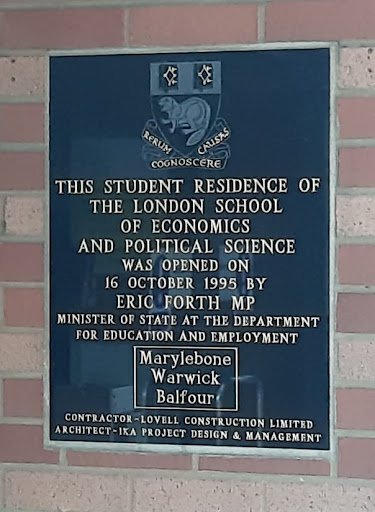 RERUM CAUSAS
COGNOSCERE
THIS STUDENT RESIDENCE OF
THE LONDON SCHOOL
OF ECONOMICS
AND POLITICAL SCIENCE
WAS OPENED ON
16 OCTOBER 1995 BY
ERIC FORTH MP
MINISTER OF STATE AT THE DEPARTMENT
FOR EDUCATION AND EMPLOYMENT
Marylebone
Warwick
Balfour
CONTRACTOR-LOVELL CONSTRUCTION LIMITED
ARCHITECT-IKA PROJECT DESIGN & MANAGEMENT